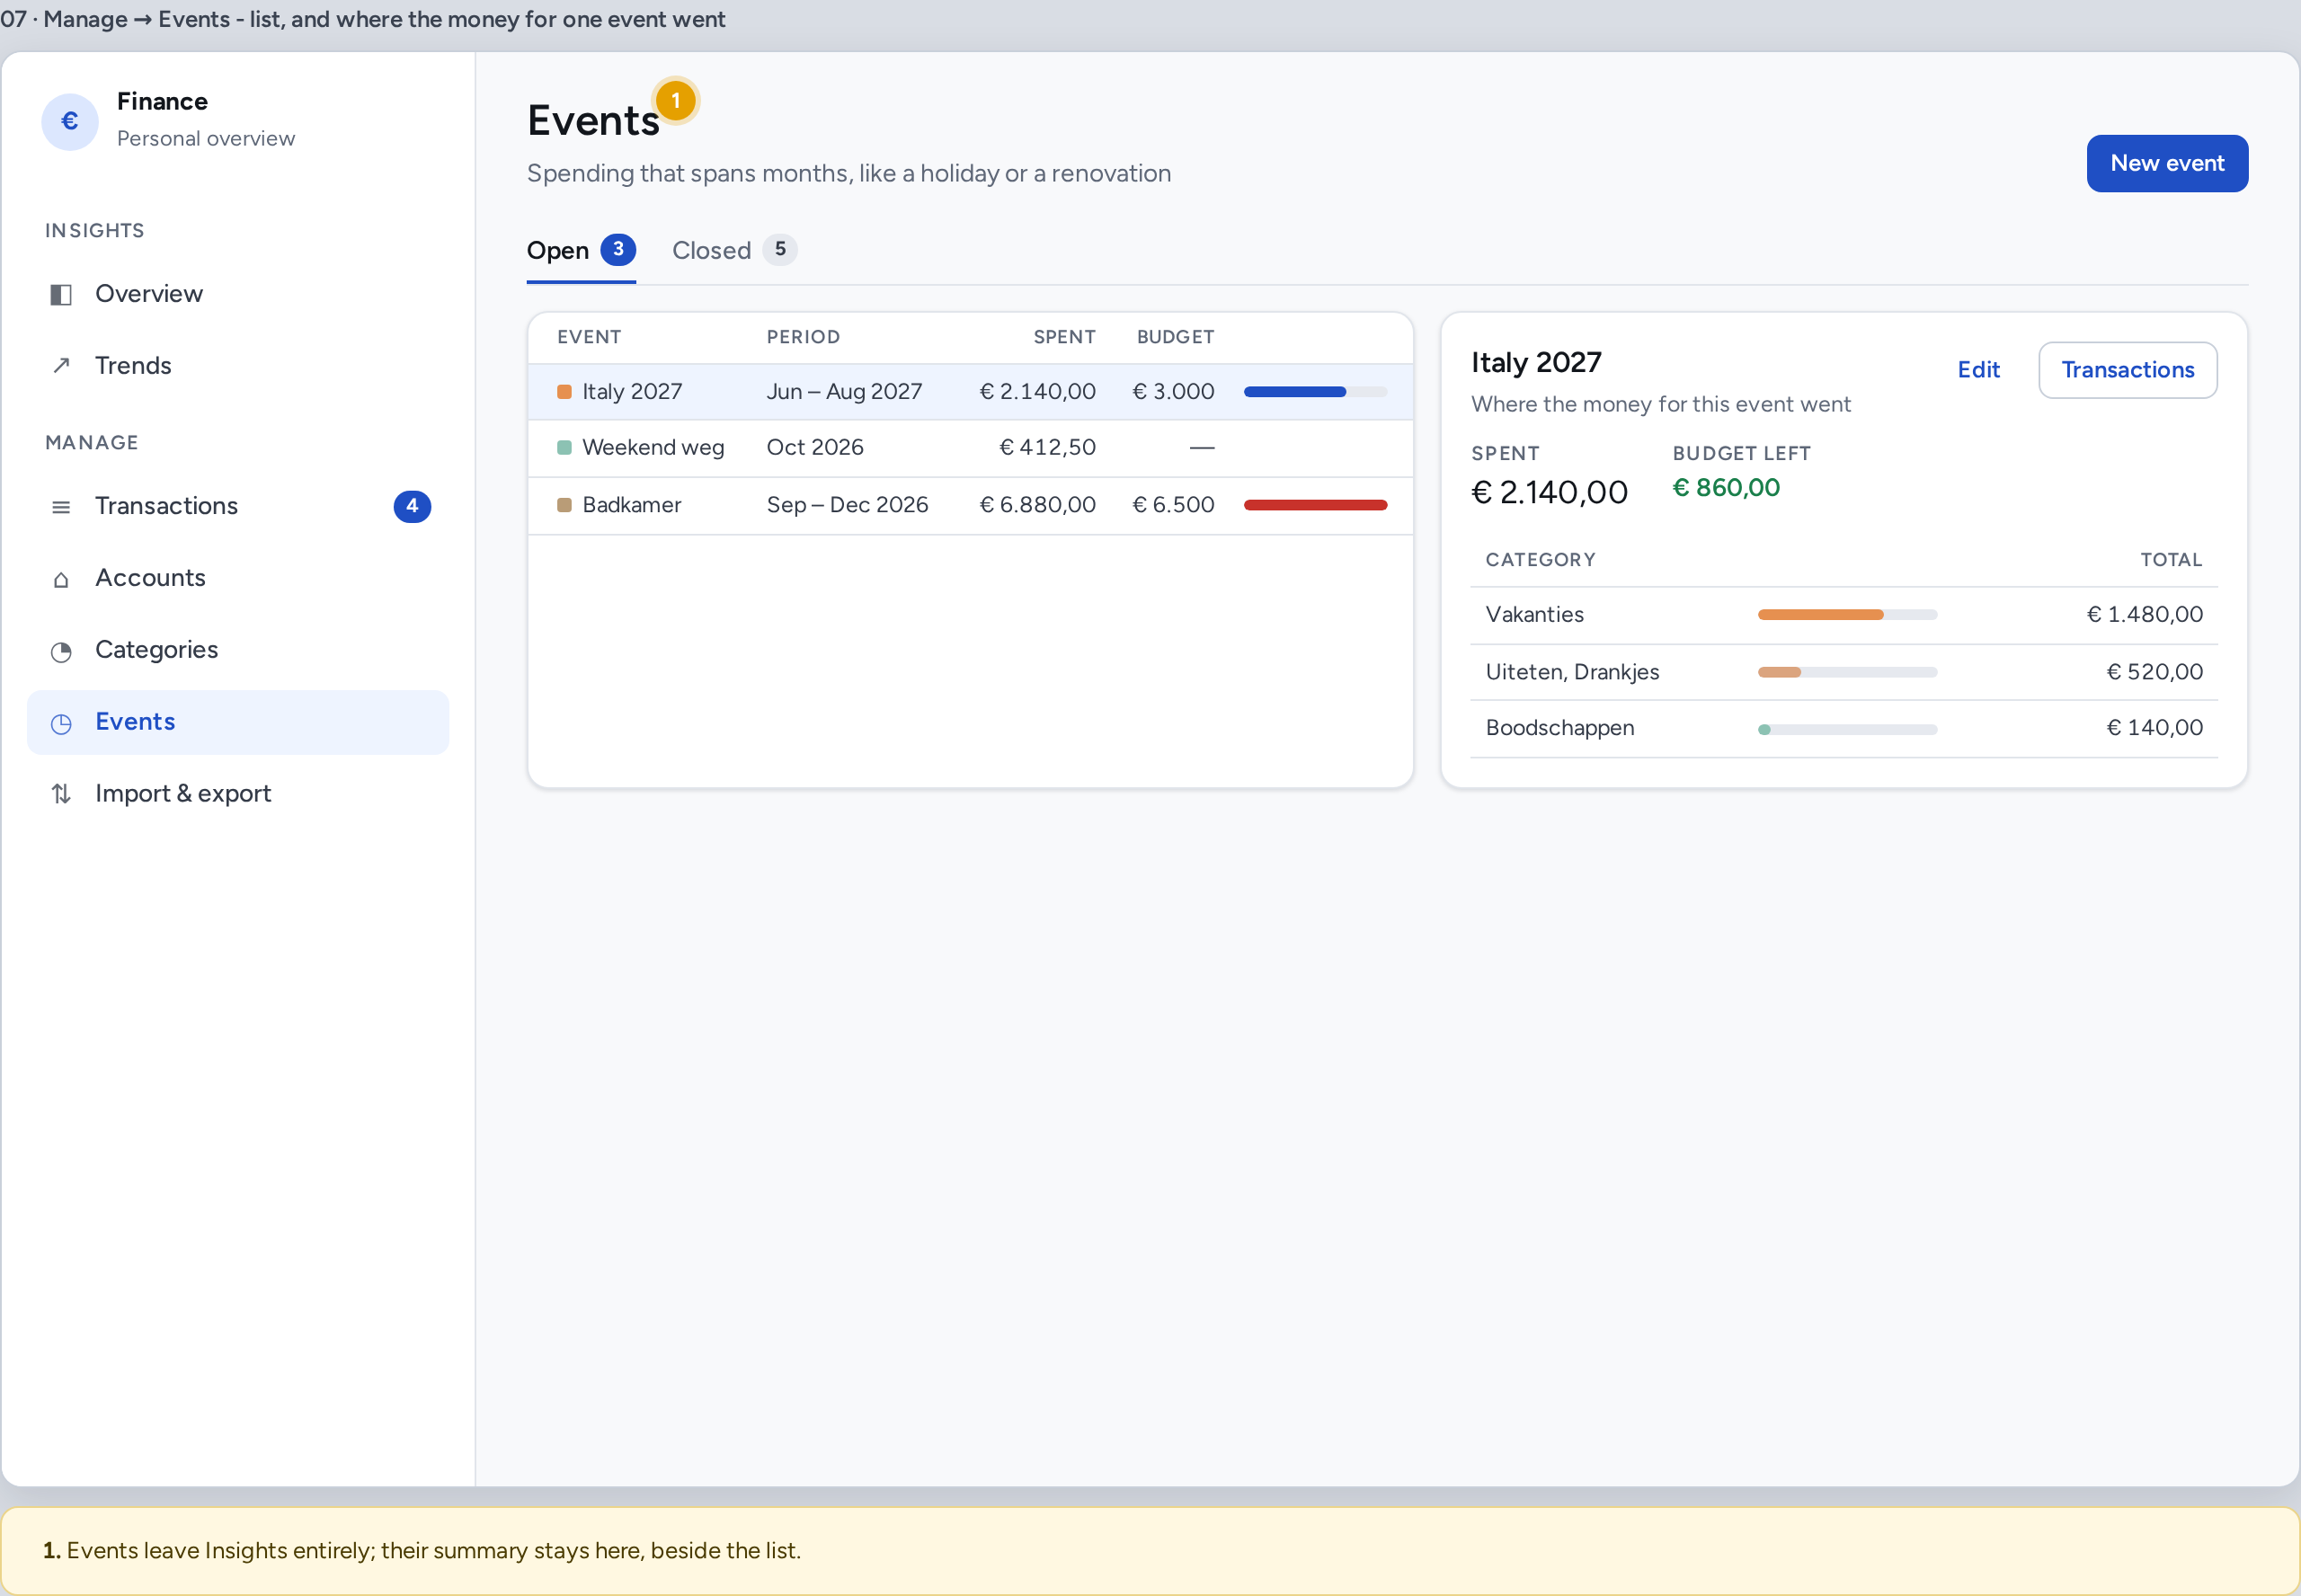 07 · Manage → Events - list, and where the money for one event went
€
Finance
Personal overview
INSIGHTS
Overview
Trends
MANAGE
Transactions 4
Accounts
Categories
Events
Import & export
Events 1
Spending that spans months, like a holiday or a renovation
New event
Open 3 Closed 5
EVENT PERIOD SPENT BUDGET
Italy 2027 Jun – Aug 2027 € 2.140,00 € 3.000
Weekend weg Oct 2026 € 412,50 —
Badkamer Sep – Dec 2026 € 6.880,00 € 6.500
Italy 2027
Where the money for this event went
Edit Transactions
SPENT BUDGET LEFT
€ 2.140,00 € 860,00
CATEGORY TOTAL
Vakanties € 1.480,00
Uiteten, Drankjes € 520,00
Boodschappen € 140,00
1. Events leave Insights entirely; their summary stays here, beside the list.